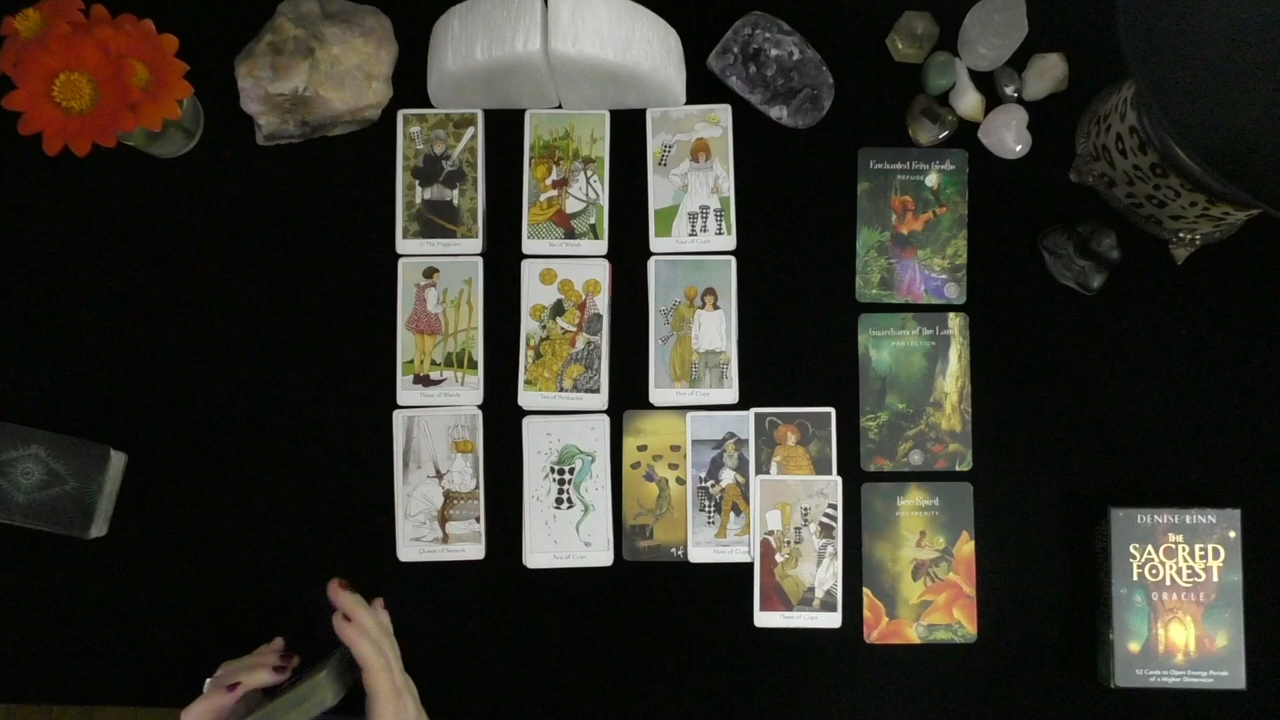 I. The Magician
Six of Wands
Four of Cups
Three of Wands
Ten of Pentacles
Five of Cups
Queen of Swords
Ace of Cups
Nine of Cups
Three of Cups
Enchanted Fern Grotto
REFUGE
Guardians of the Land
PROTECTION
Bee Spirit
PROSPERITY
DENISE LINN
THE
SACRED
FOREST
ORACLE
52 Cards to Open Energy Portals
of a Higher Dimension